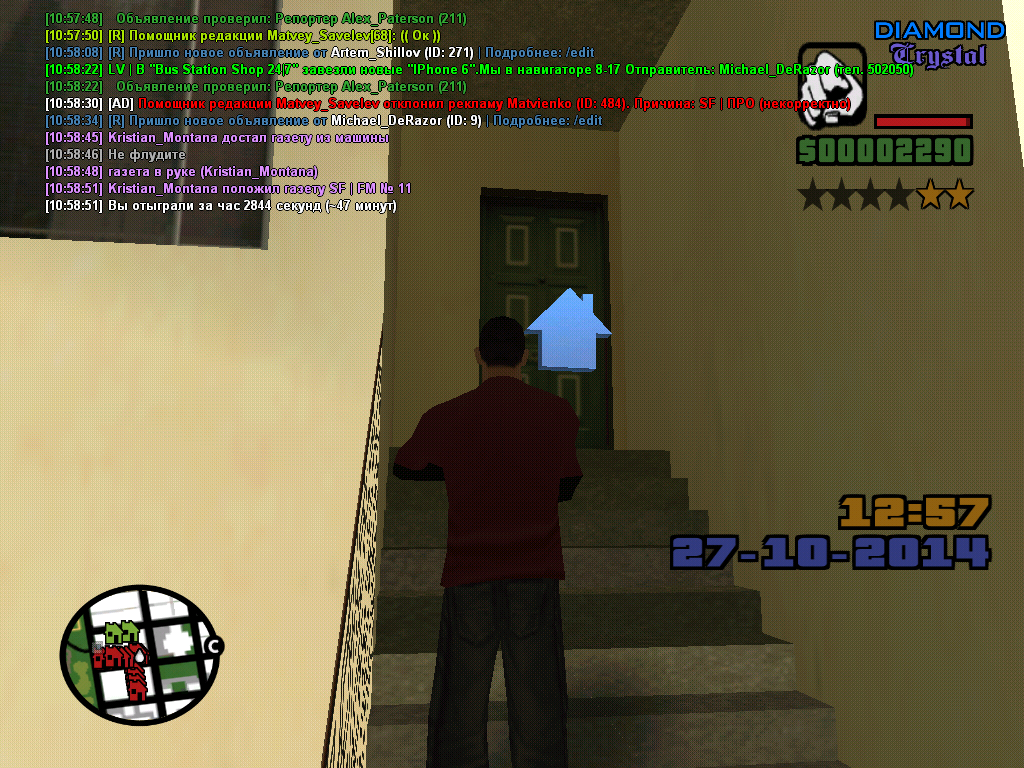 [10:57:48] Объявление проверил: Репортер Alex_Paterson (211)
[10:57:50] [R] Помощник редакции Matvey_Savelev[68]: (( Ок ))
[10:58:08] [R] Пришло новое объявление от Artem_Shillov (ID: 271) | Подробнее: /edit
[10:58:22] LV | В "Bus Station Shop 24/7" завезли новые "IPhone 6".Мы в навигаторе 8-17 Отправитель: Michael_DeRazor (тел. 502050)
[10:58:22] Объявление проверил: Репортер Alex_Paterson (211)
[10:58:30] [AD] Помощник редакции Matvey_Savelev отклонил рекламу Matvienko (ID: 484). Причина: SF | ПРО (некорректно)
[10:58:34] [R] Пришло новое объявление от Michael_DeRazor (ID: 9) | Подробнее: /edit
[10:58:45] Kristian_Montana достал газету из машины
[10:58:46] Не флудите
[10:58:48] газета в руке (Kristian_Montana)
[10:58:51] Kristian_Montana положил газету SF | FM № 11
[10:58:51] Вы отыграли за час 2844 секунд (~47 минут)
DIAMOND
Crystal
$00002290
12:57
27-10-2014
C